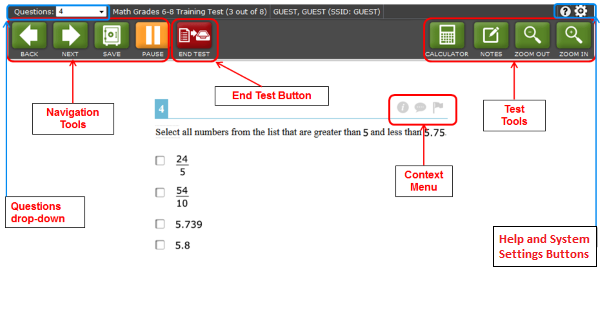 Questions: 4 Math Grades 6-8 Training Test (3 out of 8) GUEST, GUEST (SSID: GUEST)
BACK NEXT SAVE PAUSE END TEST CALCULATOR NOTES ZOOM OUT ZOOM IN
Navigation
Tools
End Test Button
Test
Tools
4
Select all numbers from the list that are greater than 5 and less than 5.75.
24
5
54
10
5.739
5.8
Context
Menu
Questions
drop-down
Help and System
Settings Buttons